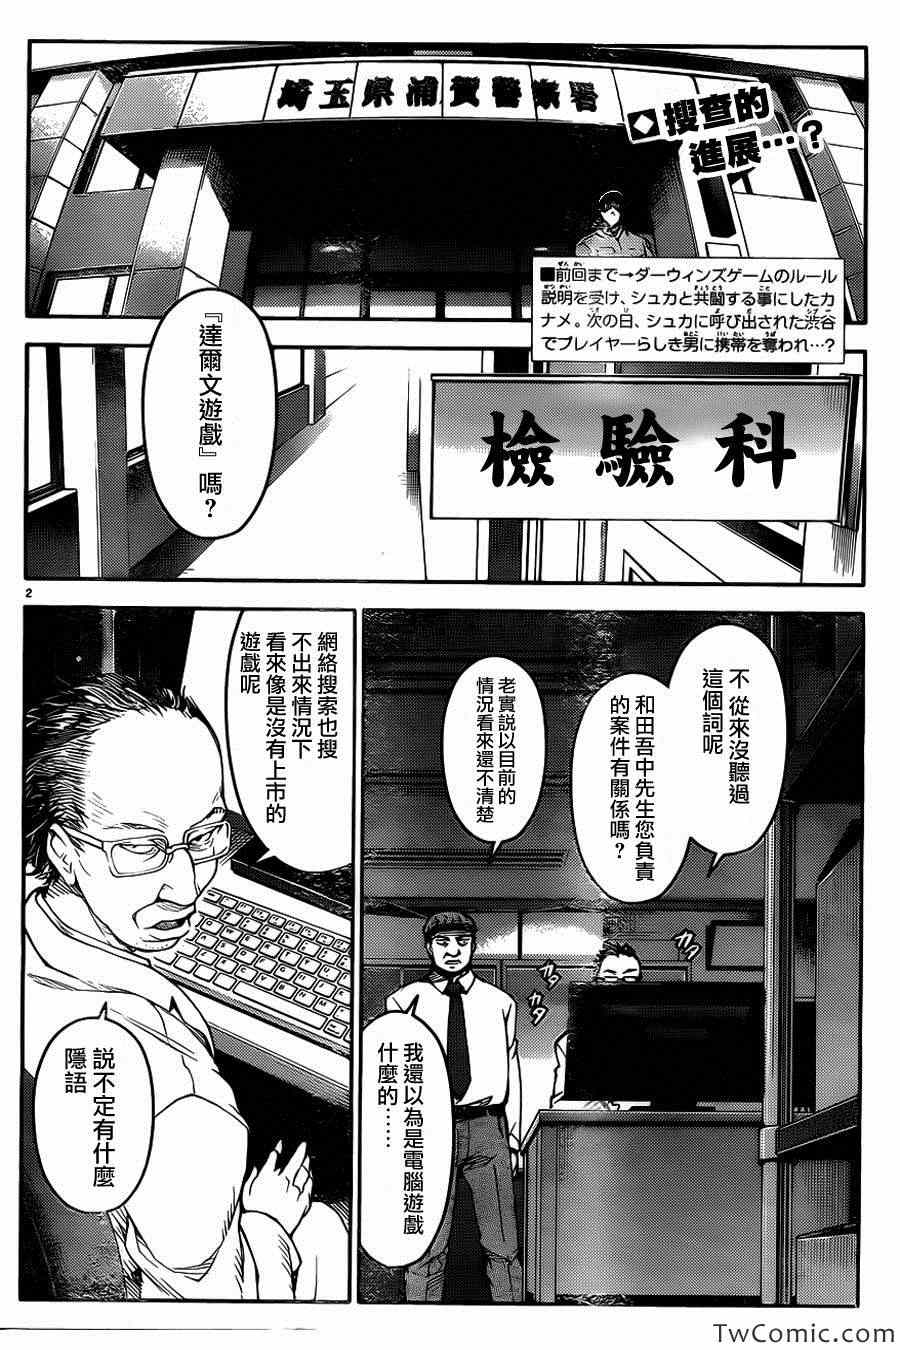 埼玉県浦賀警察署
◆搜查的
進展…？
■前回まで→ダーウィンズゲームのルール
説明を受け、シュカと共闘する事にしたカ
ナメ。次の日、シュカに呼び出された渋谷
でプレイヤーらしき男に携帯を奪われ…？
檢驗科
『達爾文遊戲』嗎？
2
不從來沒聽過
這個詞呢
和田吾中先生您負責
的案件有關係嗎？
老實説以目前的
情況看來還不清楚
カタ
カタ
我還以為是電腦遊戲
什麼的……
網絡搜索也搜
不出來情況下
看來像是沒有上市的
遊戲呢
説不定有什麼
隱語
TwComic.com